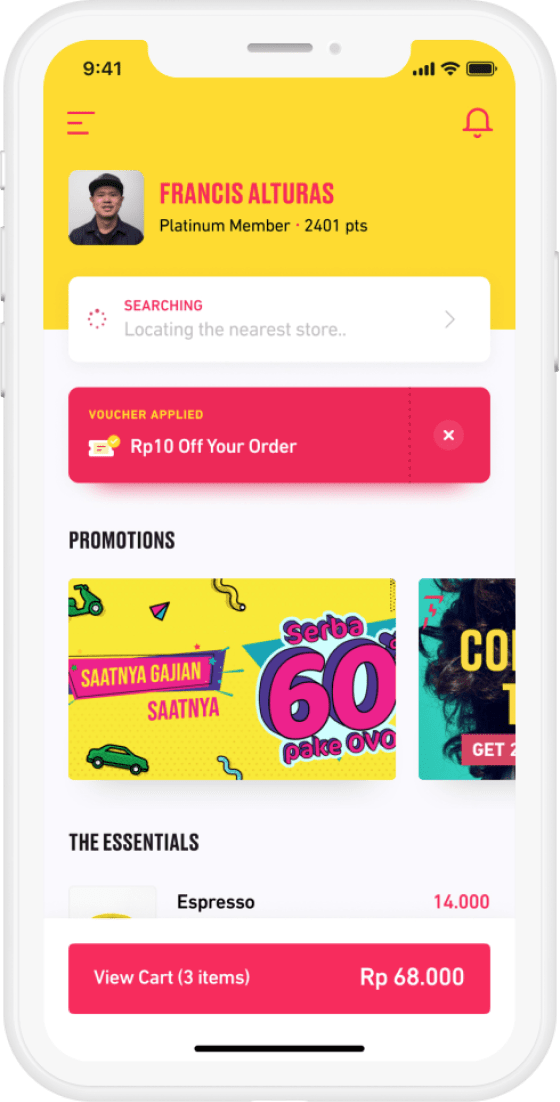 9:41
FRANCIS ALTURAS
Platinum Member · 2401 pts
SEARCHING
Locating the nearest store..
VOUCHER APPLIED
Rp10 Off Your Order
PROMOTIONS
Serba
SAATNYA GAJIAN
60
SAATNYA
pake OVO
GET 2
THE ESSENTIALS
Espresso 14.000
View Cart (3 items) Rp 68.000